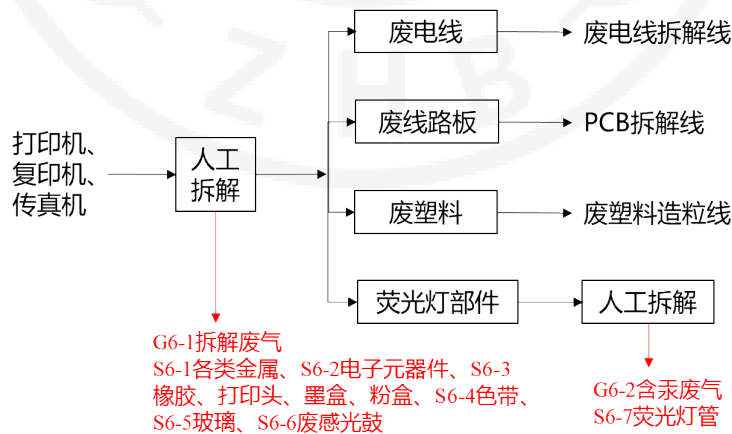 废电线
废电线拆解线
ZHB
打印机、
复印机、
传真机
人工
拆解
废线路板
PCB拆解线
废塑料
废塑料造粒线
荧光灯部件
人工拆解
G6-1拆解废气
S6-1各类金属、S6-2电子元器件、S6-3
橡胶、打印头、墨盒、粉盒、S6-4色带、
S6-5玻璃、S6-6废感光鼓
G6-2含汞废气
S6-7荧光灯管